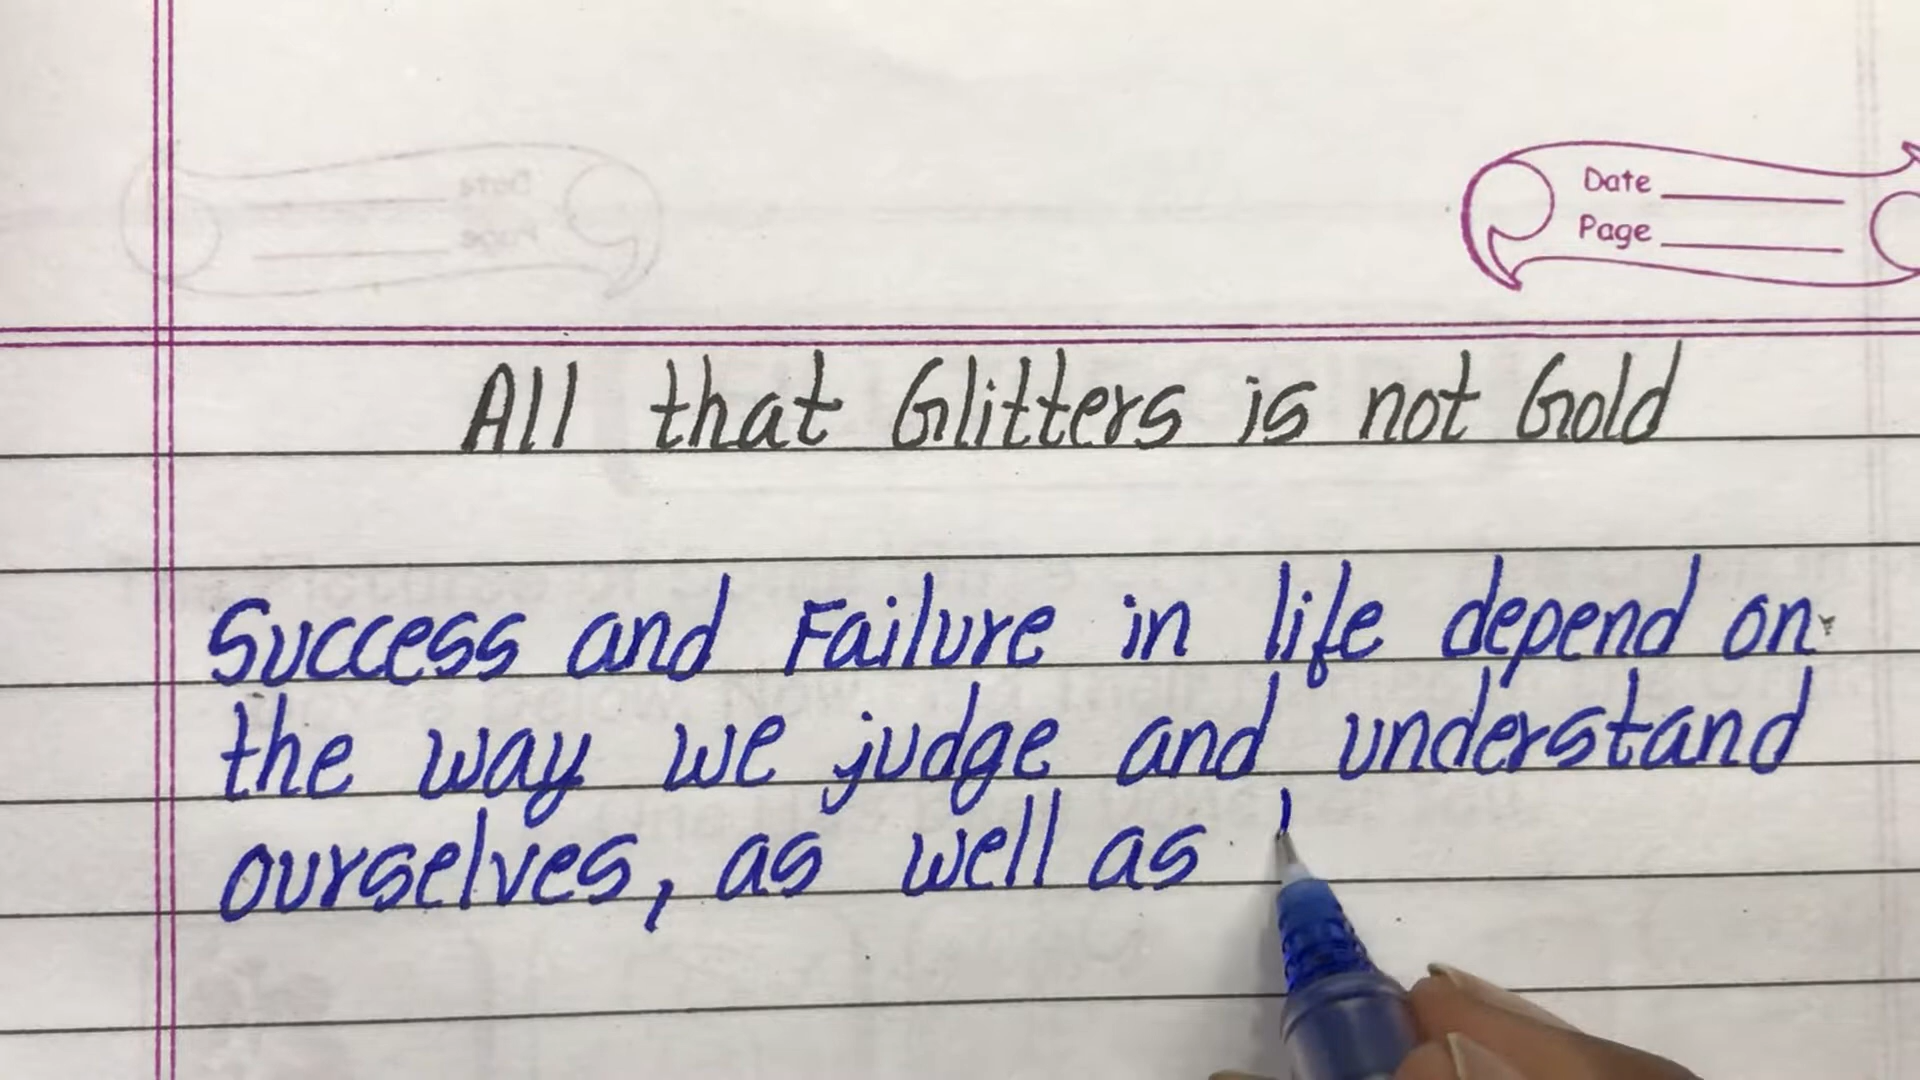 Date
Page
All that Glitters is not Gold
Success and Failure in life depend on
the way we judge and understand
ourselves, as well as